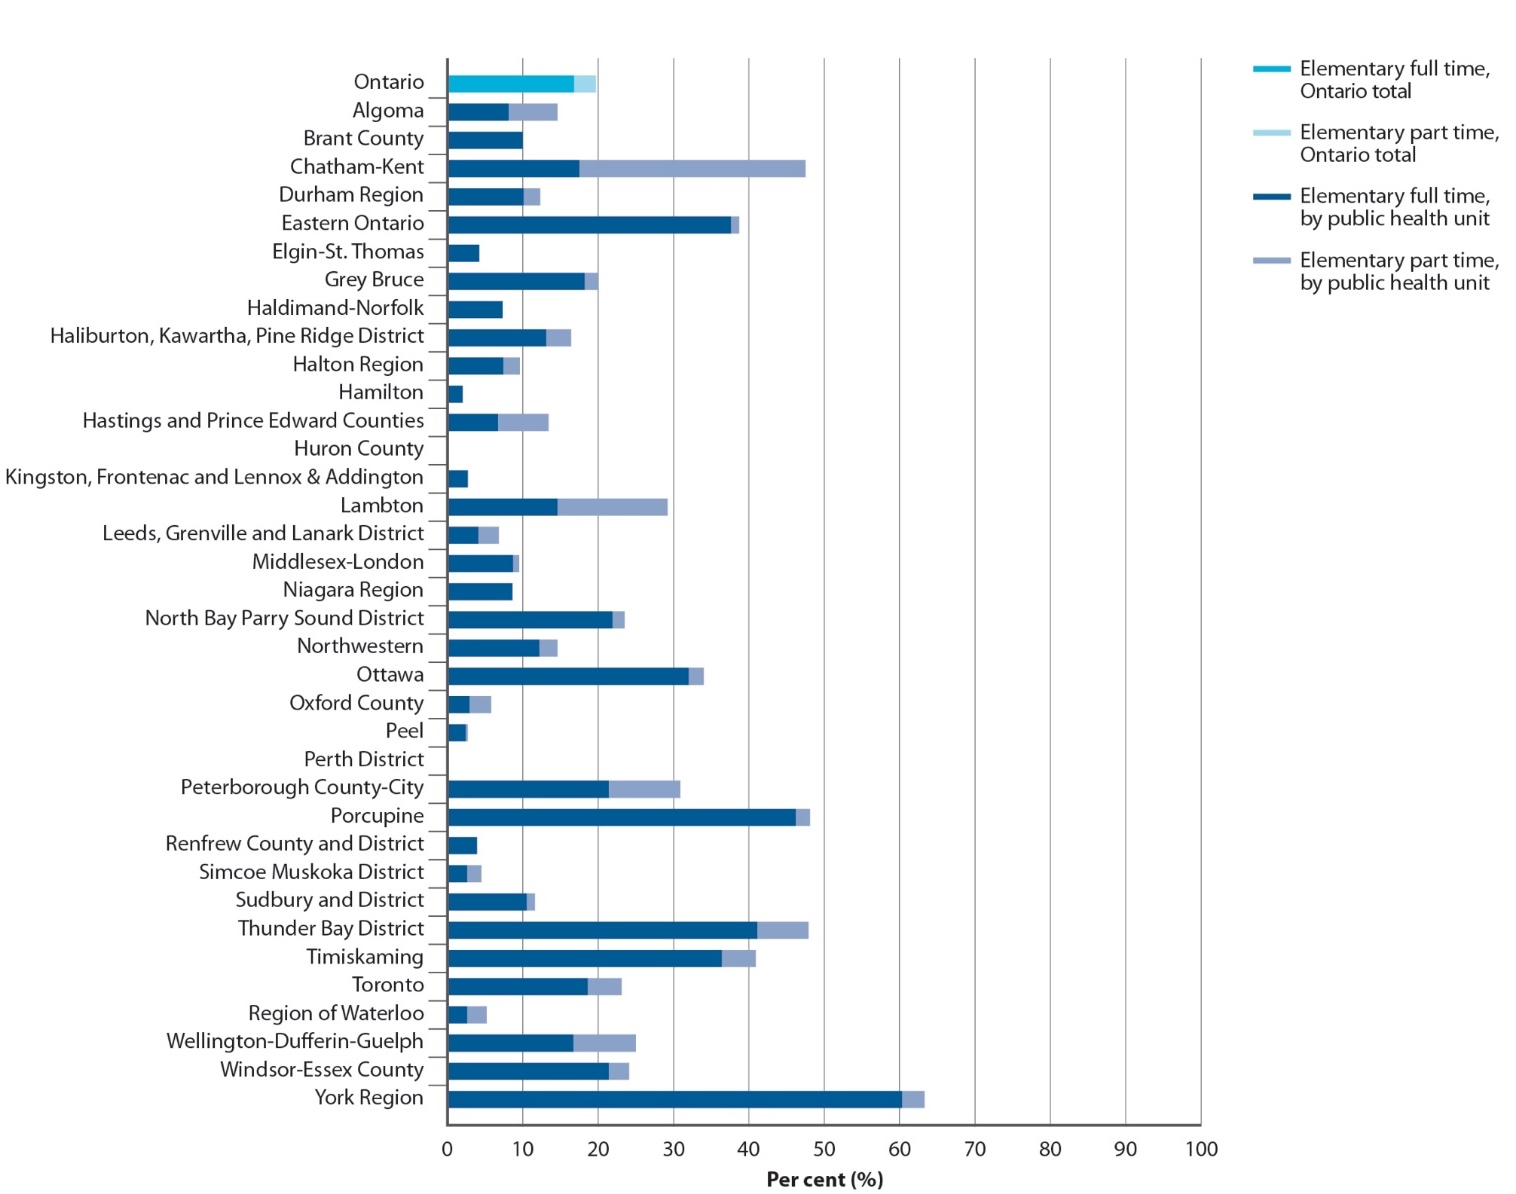 Ontario
Algoma
Brant County
Chatham-Kent
Durham Region
Eastern Ontario
Elgin-St. Thomas
Grey Bruce
Haldimand-Norfolk
Haliburton, Kawartha, Pine Ridge District
Halton Region
Hamilton
Hastings and Prince Edward Counties
Huron County
Kingston, Frontenac and Lennox & Addington
Lambton
Leeds, Grenville and Lanark District
Middlesex-London
Niagara Region
North Bay Parry Sound District
Northwestern
Ottawa
Oxford County
Peel
Perth District
Peterborough County-City
Porcupine
Renfrew County and District
Simcoe Muskoka District
Sudbury and District
Thunder Bay District
Timiskaming
Toronto
Region of Waterloo
Wellington-Dufferin-Guelph
Windsor-Essex County
York Region
0 10 20 30 40 50 60 70 80 90 100
Per cent (%)
Elementary full time,
Ontario total
Elementary part time,
Ontario total
Elementary full time,
by public health unit
Elementary part time,
by public health unit